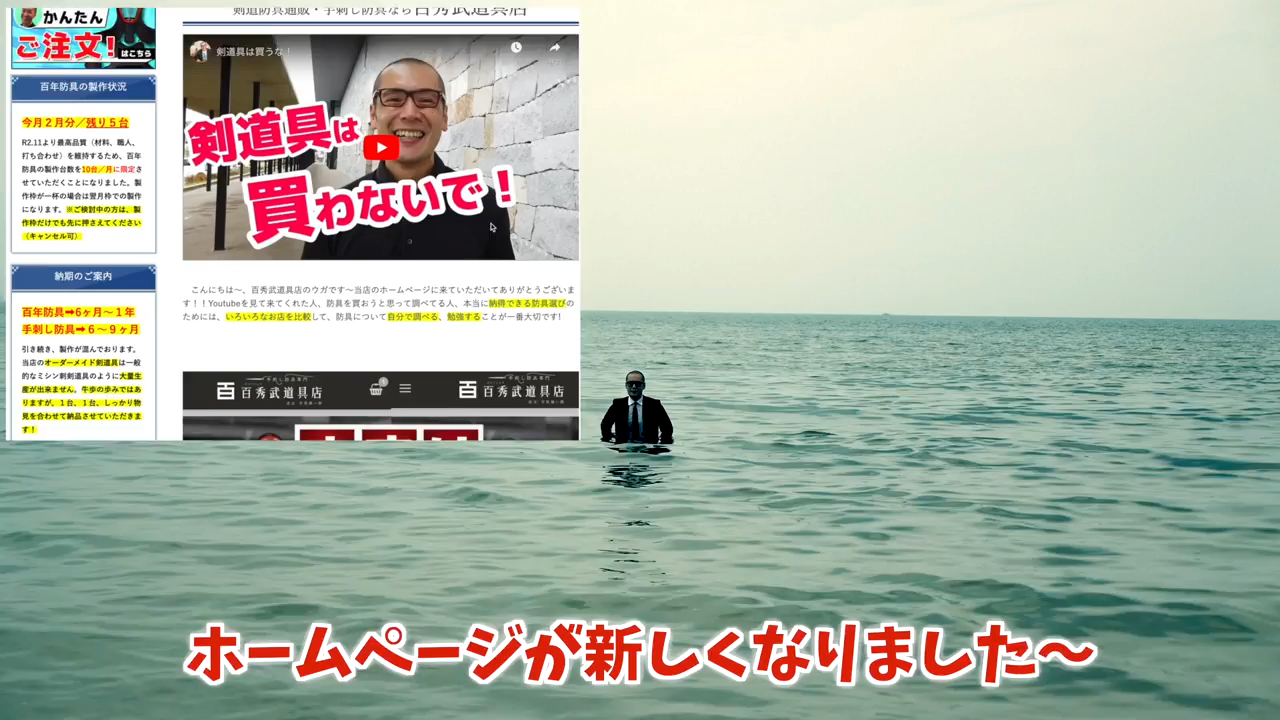 かんたん
ご注文!はこちら
百年防具の製作状況
今月2月分／残り5台
R2.11より最高品質（材料、職人、
打ち合わせ）を維持するため、百年
防具の製作台数を10台／月に限定さ
せていただくことになりました。製
作枠が一杯の場合は翌月枠での製作
になります。※ご検討中の方は、製
作枠だけでも先に押さえてください
（キャンセル可）
納期のご案内
百年防具➡6ヶ月～1年
手刺し防具➡6～9ヶ月
引き続き、製作が混んでおります。
当店のオーダーメイド剣道具は一般
的なミシン刺剣道具のように大量生
産が出来ません。牛歩の歩みではあ
りますが、1台、1台、しっかり物
見を合わせて納品させていただきま
す！
剣道防具通販・手刺し防具なら百秀武道具店
剣道具は買うな！
剣道具は
買わないで！
こんにちは～、百秀武道具店のウガです～当店のホームページに来ていただいてありがとうございま
す！！Youtubeを見て来てくれた人、防具を買おうと思って調べてる人、本当に納得できる防具選びの
ためには、いろいろなお店を比較して、防具について自分で調べる、勉強することが一番大切です!
手刺し防具専門
百 百秀武道具店
手刺し防具専門
百 百秀武道具店
ホームページが新しくなりました～